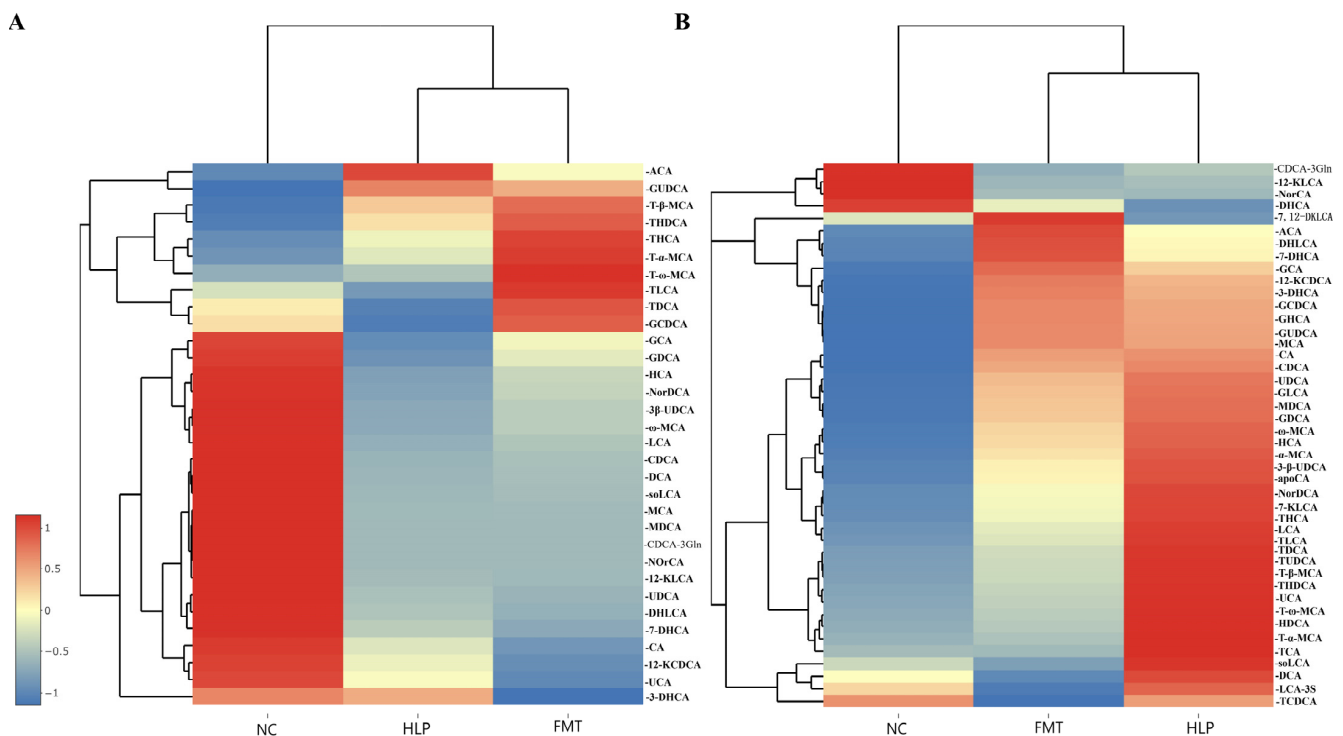 A
-ACA
-GUDCA
-T-β-MCA
-THDCA
-THCA
-T-α-MCA
-T-ω-MCA
-TLCA
-TDCA
-GCDCA
-GCA
-GDCA
-HCA
-NorDCA
-3β-UDCA
-ω-MCA
-LCA
-CDCA
-DCA
-soLCA
-MCA
-MDCA
-CDCA-3Gln
-NOrCA
-12-KLCA
-UDCA
-DHLCA
-7-DHCA
-CA
-12-KCDCA
-UCA
-3-DHCA
1
0.5
0
-0.5
-1
NC HLP FMT
B
-CDCA-3Gln
-12-KLCA
-NorCA
-DHCA
-7,12-DKLCA
-ACA
-DHLCA
-7-DHCA
-GCA
-12-KCDCA
-3-DHCA
-GCDCA
-GHCA
-GUDCA
-MCA
-CA
-CDCA
-UDCA
-GLCA
-MDCA
-GDCA
-ω-MCA
-HCA
-α-MCA
-3-β-UDCA
-apoCA
-NorDCA
-7-KLCA
-THCA
-LCA
-TLCA
-TDCA
-TUDCA
-T-β-MCA
-THDCA
-UCA
-T-ω-MCA
-HDCA
-T-α-MCA
-TCA
-soLCA
-DCA
-LCA-3S
-TCDCA
NC FMT HLP